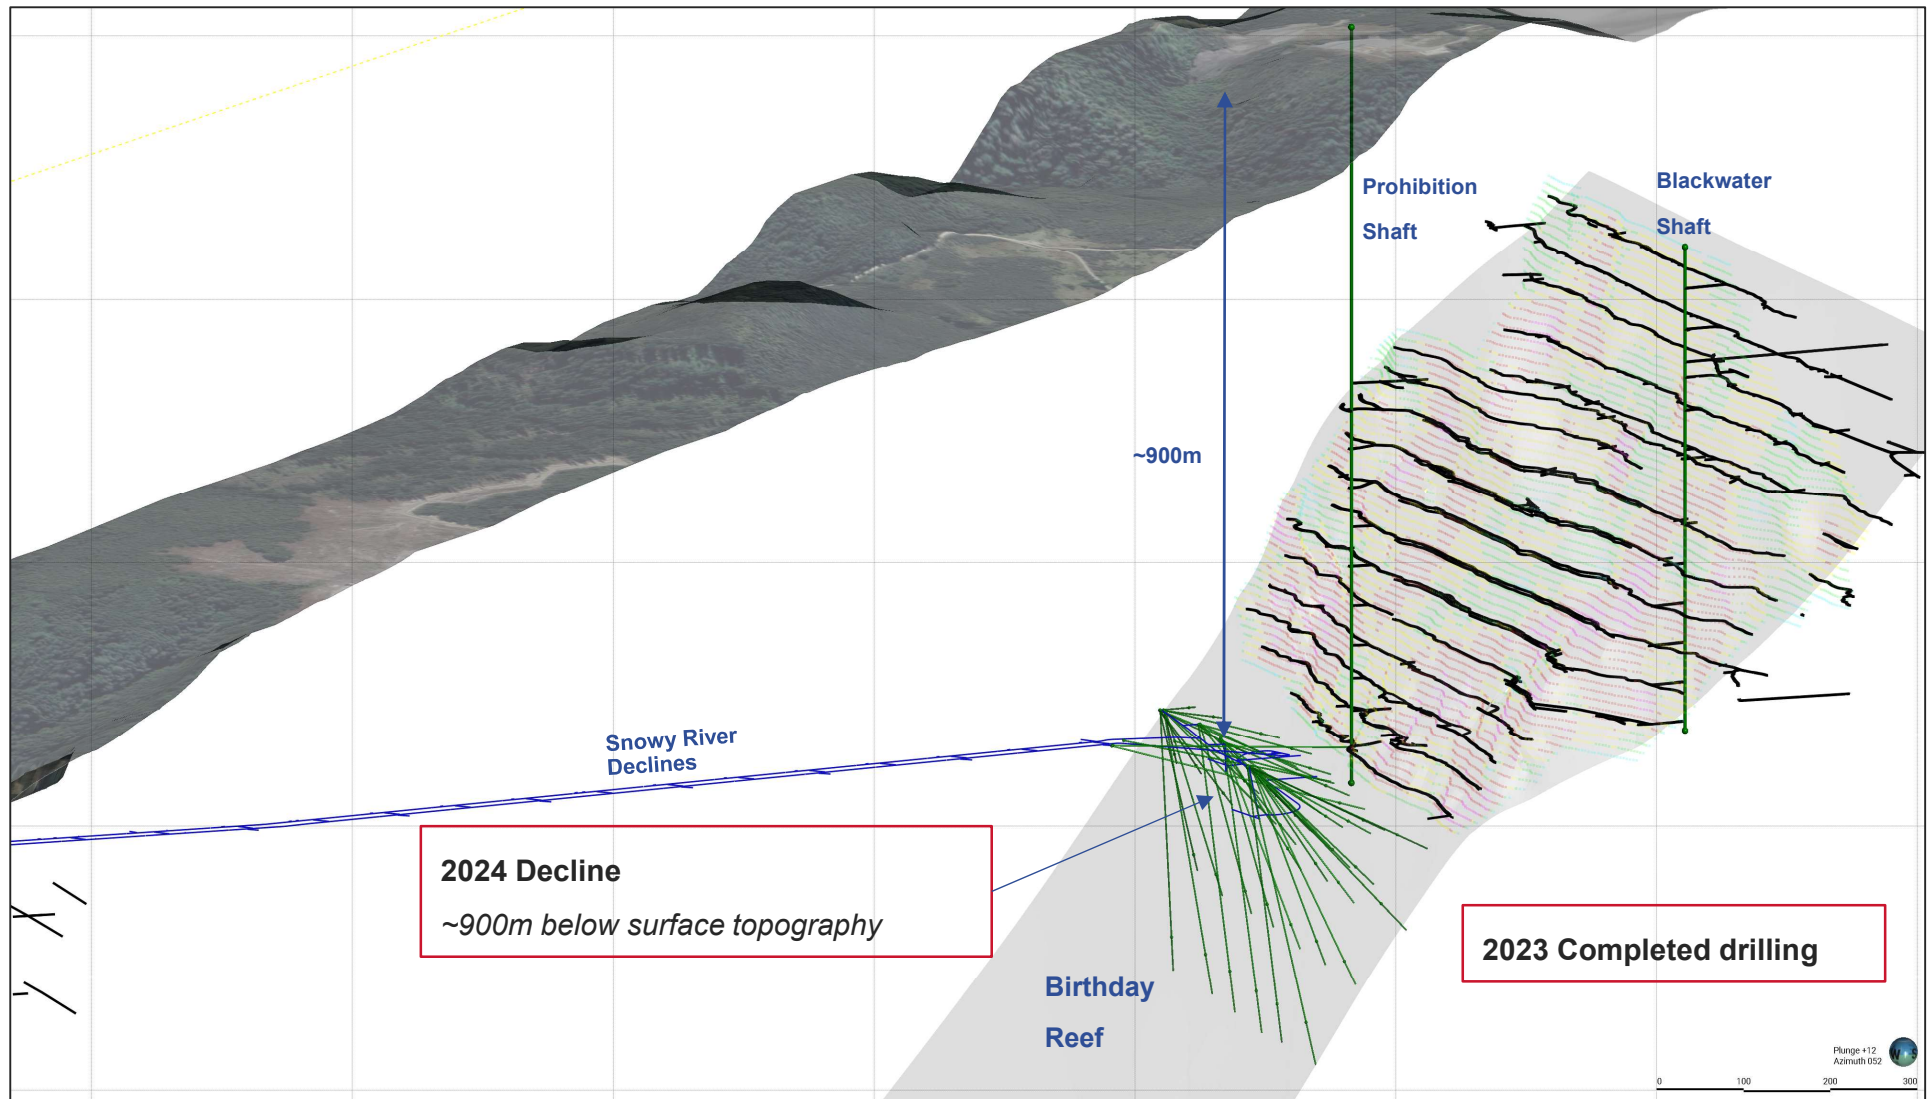 Prohibition
Shaft
Blackwater
Shaft
~900m
Snowy River
Declines
2024 Decline
~900m below surface topography
2023 Completed drilling
Birthday
Reef
Plunge +12
Azimuth 052
0 100 200 300